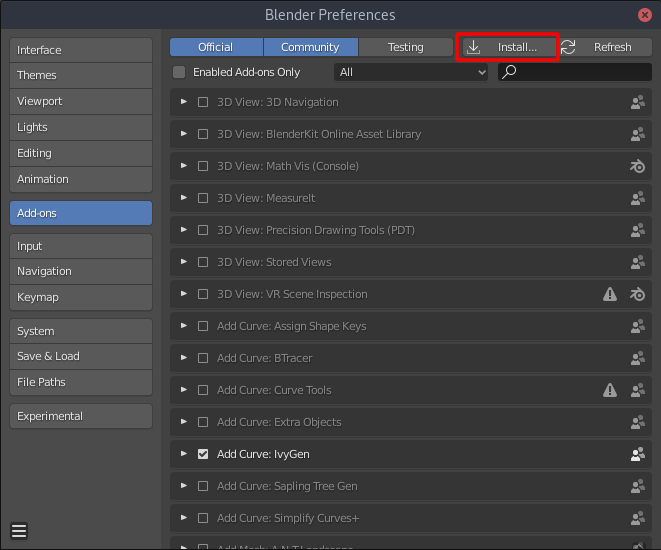 Blender Preferences
Interface
Themes
Viewport
Lights
Editing
Animation
Add-ons
Input
Navigation
Keymap
System
Save & Load
File Paths
Experimental
Official Community Testing Install... Refresh
Enabled Add-ons Only All
3D View: 3D Navigation
3D View: BlenderKit Online Asset Library
3D View: Math Vis (Console)
3D View: MeasureIt
3D View: Precision Drawing Tools (PDT)
3D View: Stored Views
3D View: VR Scene Inspection
Add Curve: Assign Shape Keys
Add Curve: BTracer
Add Curve: Curve Tools
Add Curve: Extra Objects
Add Curve: IvyGen
Add Curve: Sapling Tree Gen
Add Curve: Simplify Curves+
Add Mesh: A.N.T.Landscape